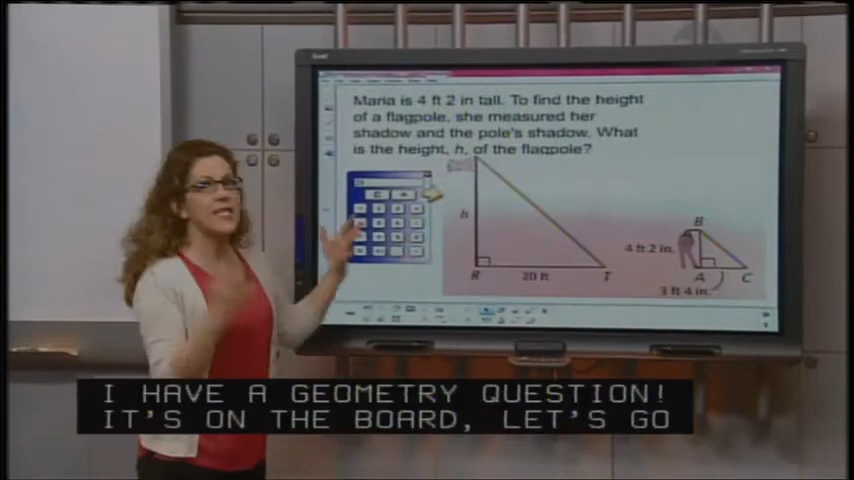 Maria is 4 ft 2 in tall. To find the height
of a flagpole, she measured her
shadow and the pole's shadow. What
is the height, h, of the flagpole?
h
B
4 ft 2 in.
R
20 ft
T
A
C
3 ft 4 in.
I HAVE A GEOMETRY QUESTION!
IT'S ON THE BOARD, LET'S GO